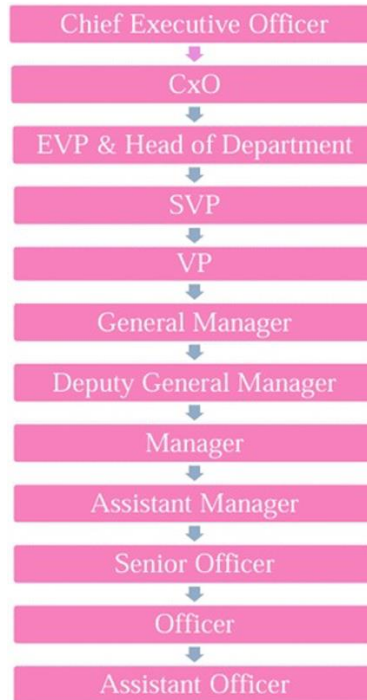 Chief Executive Officer
CxO
EVP & Head of Department
SVP
VP
General Manager
Deputy General Manager
Manager
Assistant Manager
Senior Officer
Officer
Assistant Officer